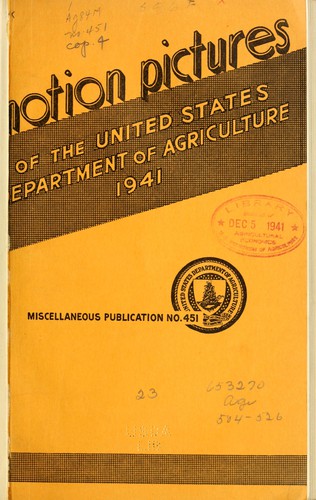 Ag84M
no.451
cop.4
motion pictures
OF THE UNITED STATES
DEPARTMENT OF AGRICULTURE
1941
LIBRARY
DEC 5 1941
UNITED STATES DEPARTMENT OF AGRICULTURE
MISCELLANEOUS PUBLICATION NO. 451
23
653270
Agr
504-526